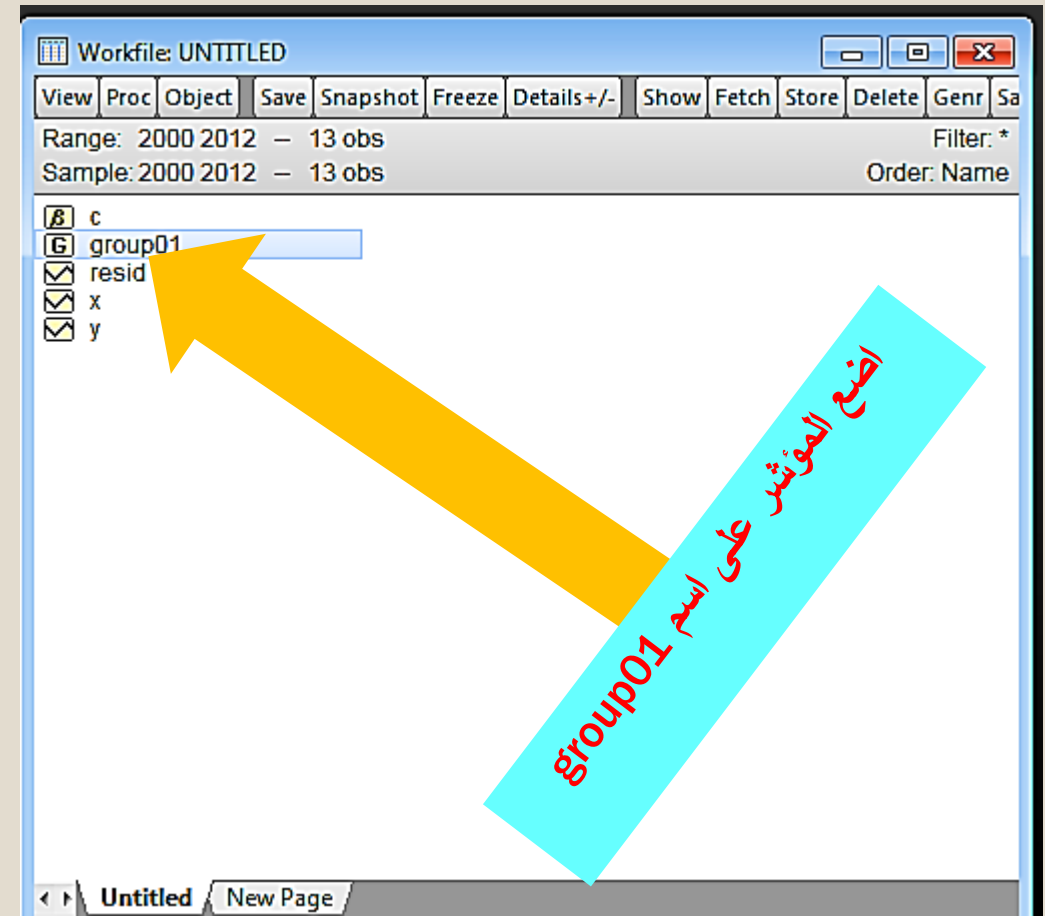 Workfile: UNTITLED
View Proc Object Save Snapshot Freeze Details+/- Show Fetch Store Delete Genr Sa
Range: 2000 2012 – 13 obs Filter: *
Sample: 2000 2012 – 13 obs Order: Name
β c
G group01
resid
x
y
اضع المؤشر على اسم group01
Untitled New Page